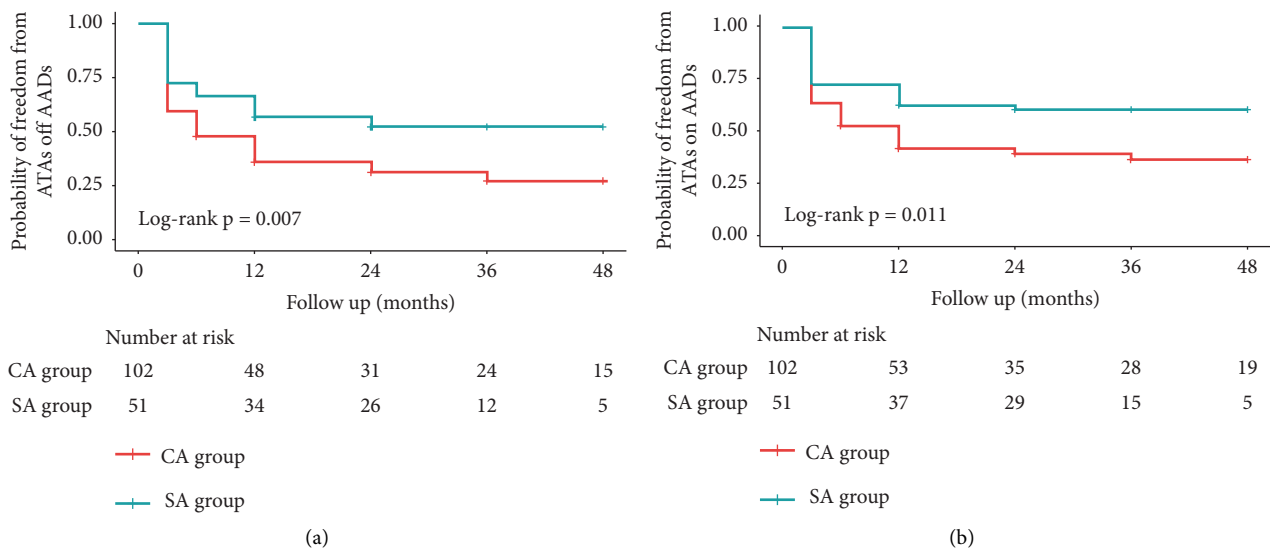 Probability of freedom from
ATAs off AADs
1.00
0.75
0.50
0.25
0.00
Log-rank p = 0.007
0 12 24 36 48
Follow up (months)
Number at risk
CA group 102 48 31 24 15
SA group 51 34 26 12 5
CA group
SA group
(a)
Probability of freedom from
ATAs on AADs
1.00
0.75
0.50
0.25
0.00
Log-rank p = 0.011
0 12 24 36 48
Follow up (months)
Number at risk
CA group 102 53 35 28 19
SA group 51 37 29 15 5
CA group
SA group
(b)